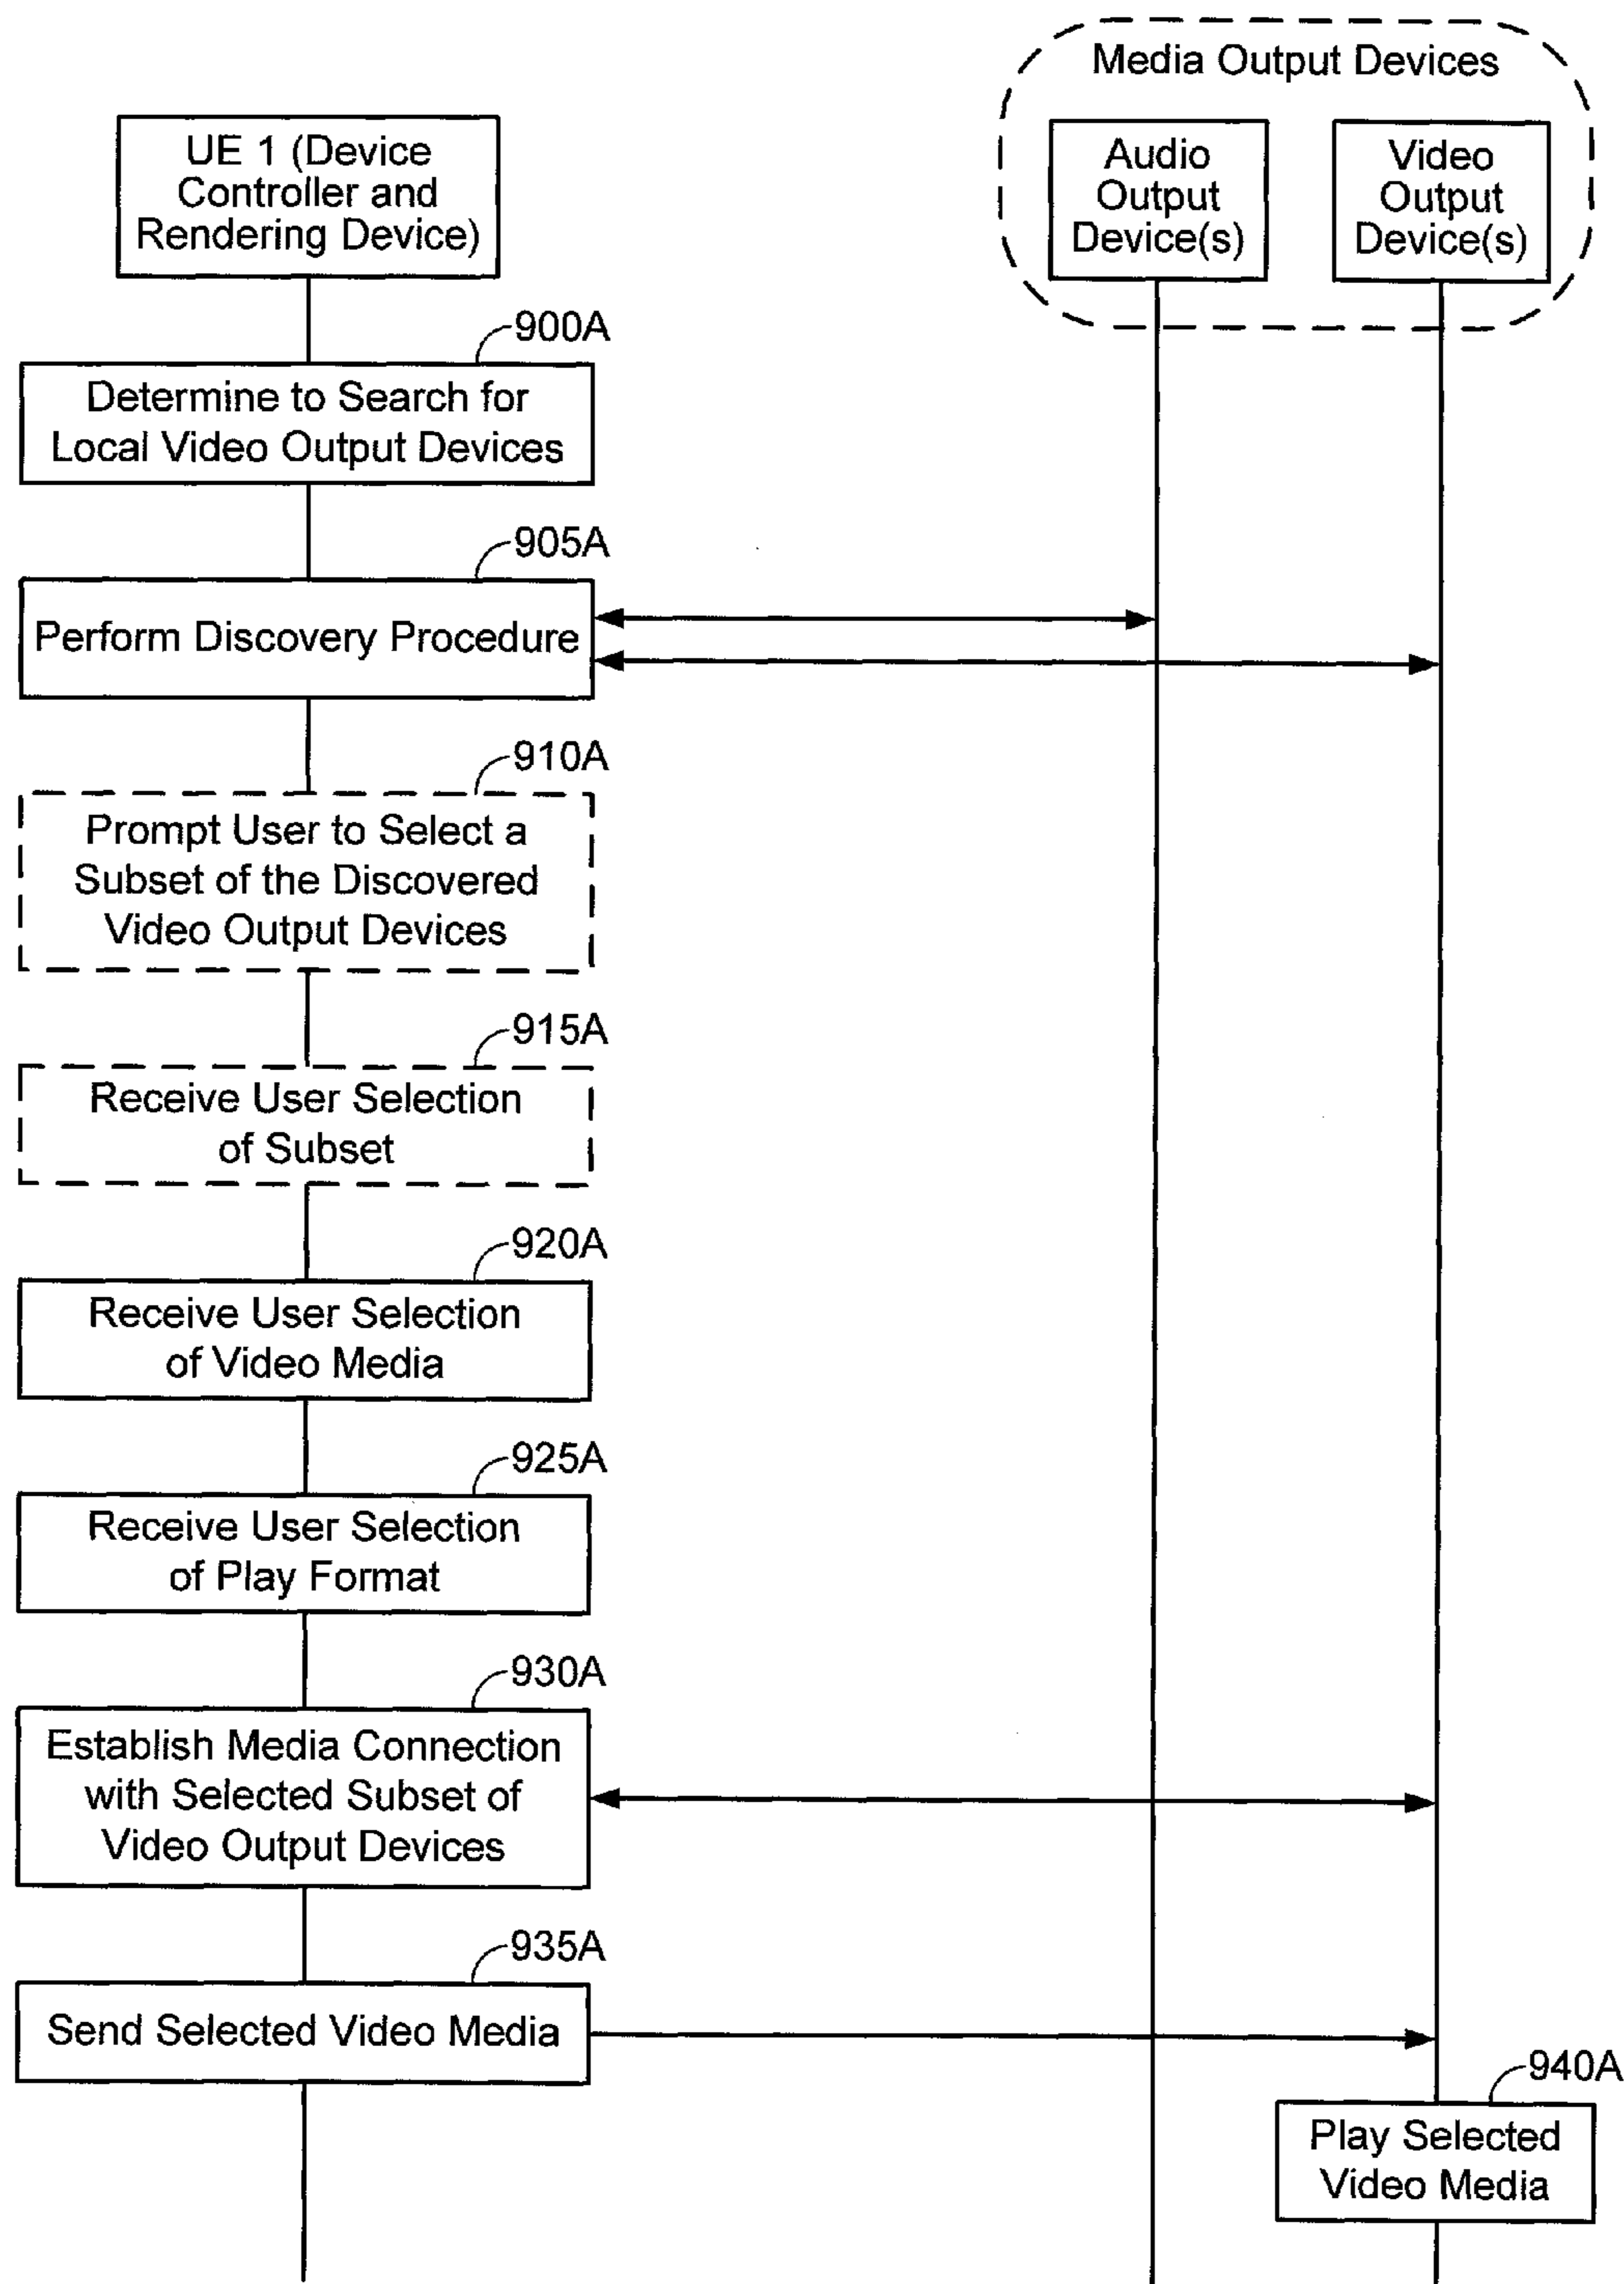 Media Output Devices
UE 1 (Device
Controller and
Rendering Device)
Audio
Output
Device(s)
Video
Output
Device(s)
900A
Determine to Search for
Local Video Output Devices
905A
Perform Discovery Procedure
910A
Prompt User to Select a
Subset of the Discovered
Video Output Devices
915A
Receive User Selection
of Subset
920A
Receive User Selection
of Video Media
925A
Receive User Selection
of Play Format
930A
Establish Media Connection
with Selected Subset of
Video Output Devices
935A
Send Selected Video Media
940A
Play Selected
Video Media